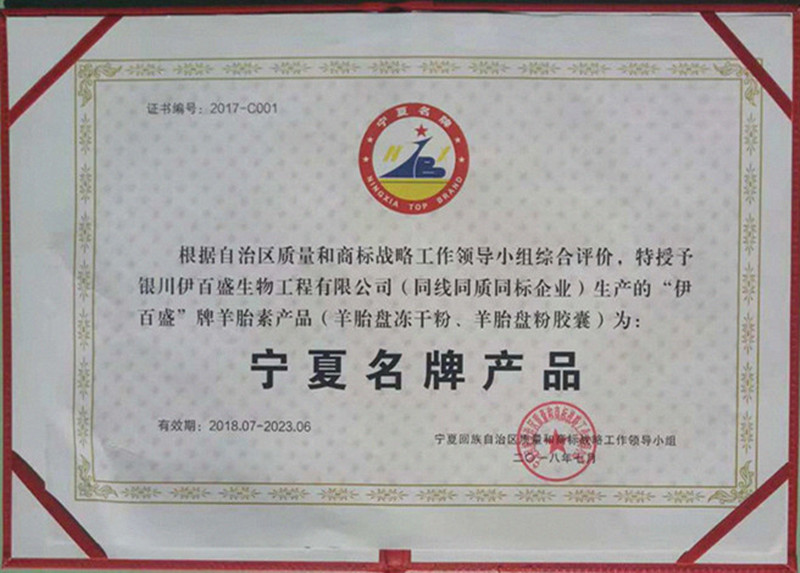 证书编号：2017-C001
宁夏名牌
NINGXIA TOP BRAND
根据自治区质量和商标战略工作领导小组综合评价，特授予
银川伊百盛生物工程有限公司（同线同质同标企业）生产的“伊
百盛”牌羊胎素产品（羊胎盘冻干粉、羊胎盘粉胶囊）为：
宁夏名牌产品
有效期：2018.07-2023.06
宁夏回族自治区质量和商标战略工作领导小组
二〇一八年七月